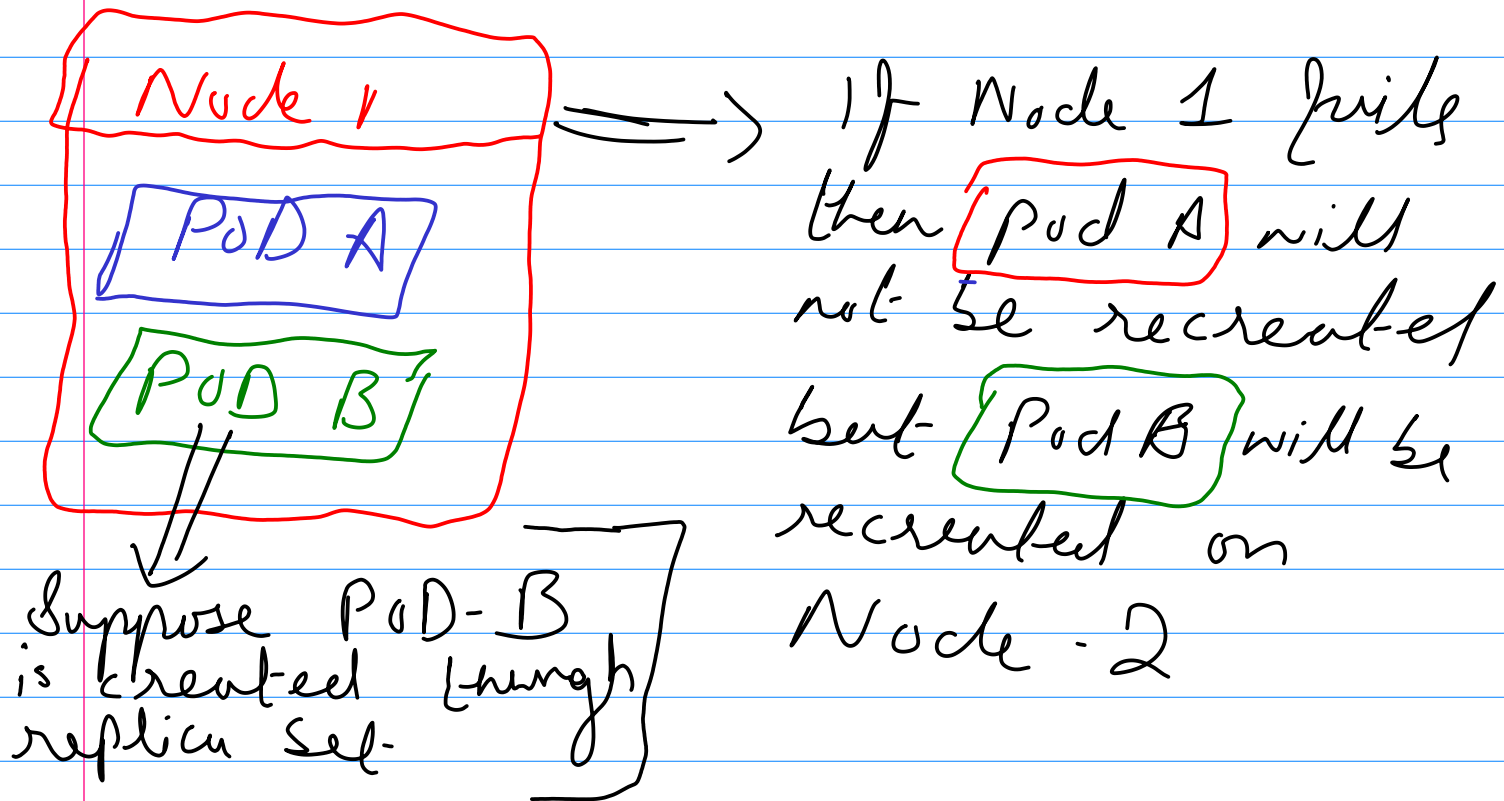 Node 1
POD A
POD B
Suppose POD-B
is created through
replica set
If Node 1 fails
then Pod A will
not be recreated
but Pod B will be
recreated on
Node-2